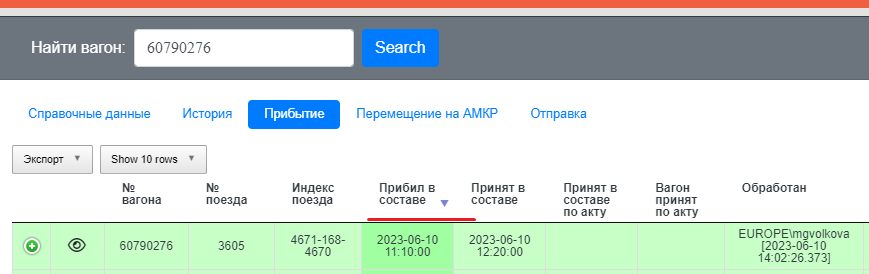 Найти вагон: 60790276 Search
Справочные данные История Прибытие Перемещение на АМКР Отправка
Экспорт Show 10 rows
№ вагона
№ поезда
Индекс поезда
Прибил в составе
Принят в составе
Принят в составе по акту
Вагон принят по акту
Обработан
60790276
3605
4671-168-
4670
2023-06-10
11:10:00
2023-06-10
12:20:00
EUROPE\mgvolkova
[2023-06-10
14:02:26.373]